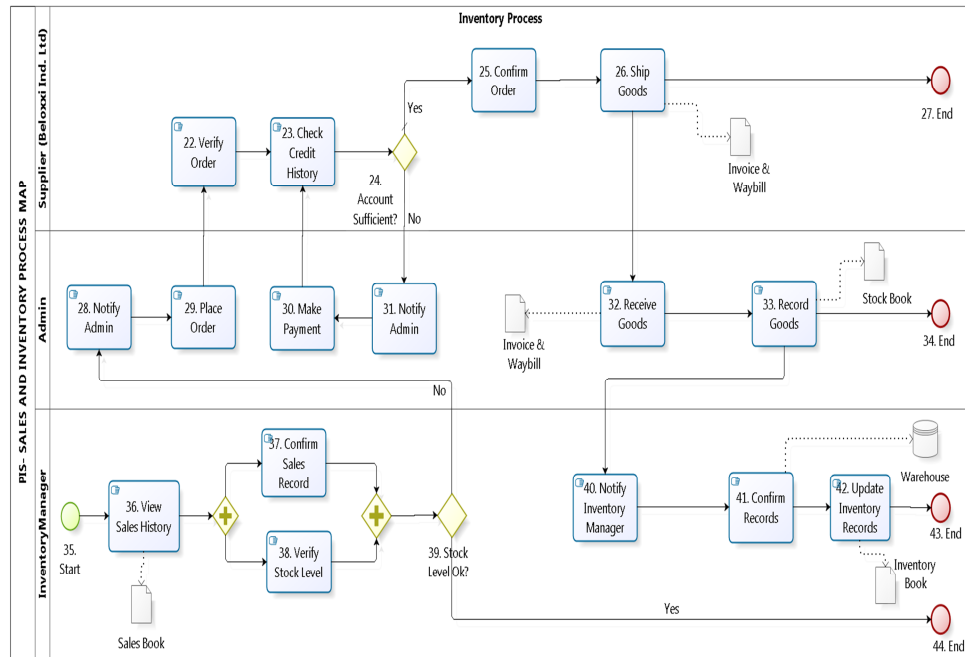 Inventory Process
PIS- SALES AND INVENTORY PROCESS MAP
Supplier (Beloxxi Ind. Ltd)
25. Confirm
Order
26. Ship
Goods
27. End
Yes
22. Verify
Order
23. Check
Credit
History
24.
Account
Sufficient?
No
Invoice &
Waybill
Admin
28. Notify
Admin
29. Place
Order
30. Make
Payment
31. Notify
Admin
Invoice &
Waybill
32. Receive
Goods
33. Record
Goods
Stock Book
34. End
No
InventoryManager
35.
Start
36. View
Sales History
Sales Book
37. Confirm
Sales
Record
38. Verify
Stock Level
39. Stock
Level Ok?
40. Notify
Inventory
Manager
41. Confirm
Records
Warehouse
42. Update
Inventory
Records
43. End
Inventory
Book
Yes
44. End